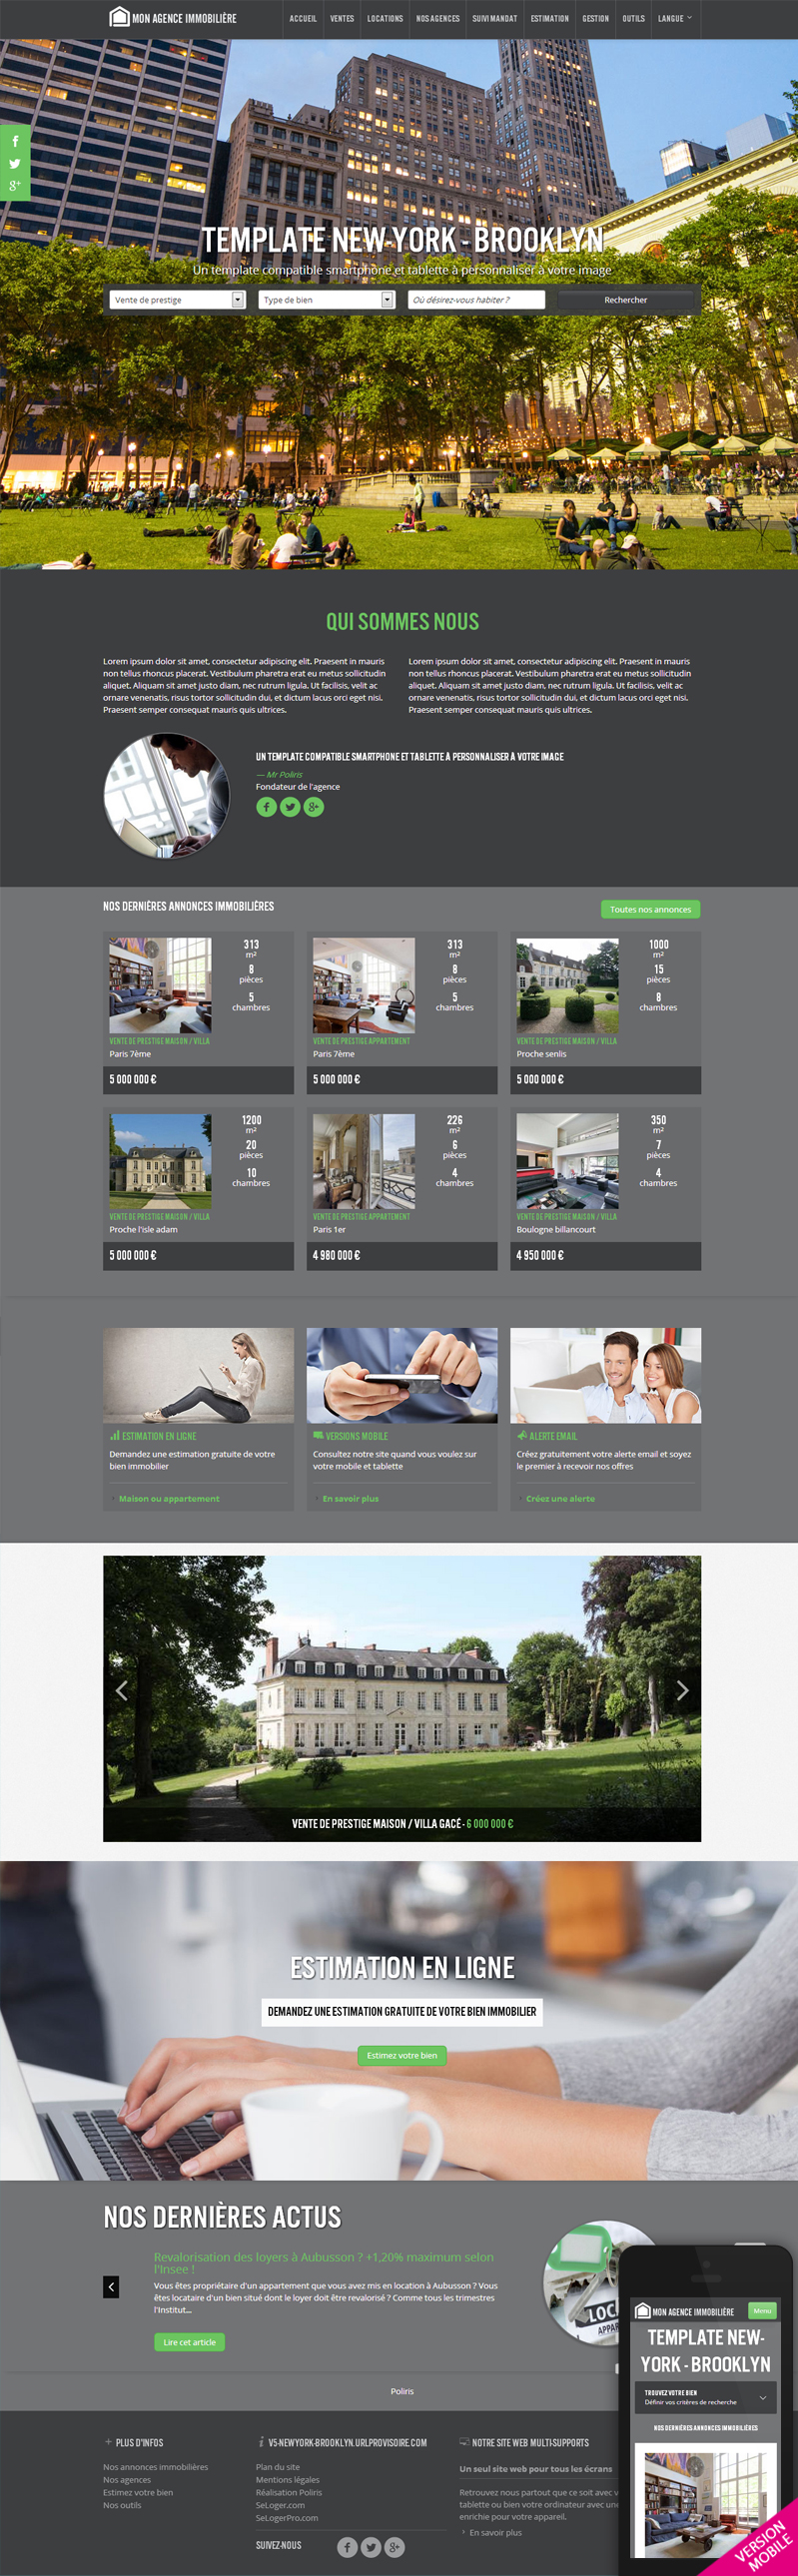 MON AGENCE IMMOBILIÈRE
ACCUEIL VENTES LOCATIONS NOS AGENCES SUIVI MANDAT ESTIMATION GESTION OUTILS LANGUE
f
g+
TEMPLATE NEW-YORK - BROOKLYN
Un template compatible smartphone et tablette à personnaliser à votre image
Vente de prestige Type de bien Où désirez-vous habiter ? Rechercher
QUI SOMMES NOUS
Lorem ipsum dolor sit amet, consectetur adipiscing elit. Praesent in mauris
non tellus rhoncus placerat. Vestibulum pharetra erat eu metus sollicitudin
aliquet. Aliquam sit amet justo diam, nec rutrum ligula. Ut facilisis, velit ac
ornare venenatis, risus tortor sollicitudin dui, et dictum lacus orci eget nisi.
Praesent semper consequat mauris quis ultrices.
Lorem ipsum dolor sit amet, consectetur adipiscing elit. Praesent in mauris
non tellus rhoncus placerat. Vestibulum pharetra erat eu metus sollicitudin
aliquet. Aliquam sit amet justo diam, nec rutrum ligula. Ut facilisis, velit ac
ornare venenatis, risus tortor sollicitudin dui, et dictum lacus orci eget nisi.
Praesent semper consequat mauris quis ultrices.
UN TEMPLATE COMPATIBLE SMARTPHONE ET TABLETTE À PERSONNALISER À VOTRE IMAGE
— Mr Poliris
Fondateur de l'agence
f g+
NOS DERNIÈRES ANNONCES IMMOBILIÈRES
Toutes nos annonces
313
m²
8
pièces
5
chambres
VENTE DE PRESTIGE MAISON / VILLA
Paris 7ème
5 000 000 €
313
m²
8
pièces
5
chambres
VENTE DE PRESTIGE APPARTEMENT
Paris 7ème
5 000 000 €
1000
m²
15
pièces
8
chambres
VENTE DE PRESTIGE MAISON / VILLA
Proche senlis
5 000 000 €
1200
m²
20
pièces
10
chambres
VENTE DE PRESTIGE MAISON / VILLA
Proche l'isle adam
5 000 000 €
226
m²
6
pièces
4
chambres
VENTE DE PRESTIGE APPARTEMENT
Paris 1er
4 980 000 €
350
m²
7
pièces
4
chambres
VENTE DE PRESTIGE MAISON / VILLA
Boulogne billancourt
4 950 000 €
ESTIMATION EN LIGNE
Demandez une estimation gratuite de votre
bien immobilier
Maison ou appartement
VERSIONS MOBILE
Consultez notre site quand vous voulez sur
votre mobile et tablette
En savoir plus
ALERTE EMAIL
Créez gratuitement votre alerte email et soyez
le premier à recevoir nos offres
Créez une alerte
VENTE DE PRESTIGE MAISON / VILLA GACÉ - 6 000 000 €
ESTIMATION EN LIGNE
DEMANDEZ UNE ESTIMATION GRATUITE DE VOTRE BIEN IMMOBILIER
Estimez votre bien
NOS DERNIÈRES ACTUS
Revalorisation des loyers à Aubusson ? +1,20% maximum selon
l'Insee !
Vous êtes propriétaire d'un appartement que vous avez mis en location à Aubusson ? Vous
êtes locataire d'un bien situé dont le loyer doit être revalorisé ? Comme tous les trimestres
l'Institut...
Lire cet article
LOC
APPAR
Poliris
PLUS D'INFOS
Nos annonces immobilières
Nos agences
Estimez votre bien
Nos outils
V5-NEWYORK-BROOKLYN.URLPROVISOIRE.COM
Plan du site
Mentions légales
Réalisation Poliris
SeLoger.com
SeLogerPro.com
SUIVEZ-NOUS
f g+
NOTRE SITE WEB MULTI-SUPPORTS
Un seul site web pour tous les écrans
Retrouvez nous partout que ce soit avec v
tablette ou bien votre ordinateur avec une
enrichie pour votre appareil.
En savoir plus
MON AGENCE IMMOBILIÈRE
Menu
TEMPLATE NEW-
YORK - BROOKLYN
TROUVEZ VOTRE BIEN
Définir vos critères de recherche
NOS DERNIÈRES ANNONCES IMMOBILIÈRES
VERSION
MOBILE